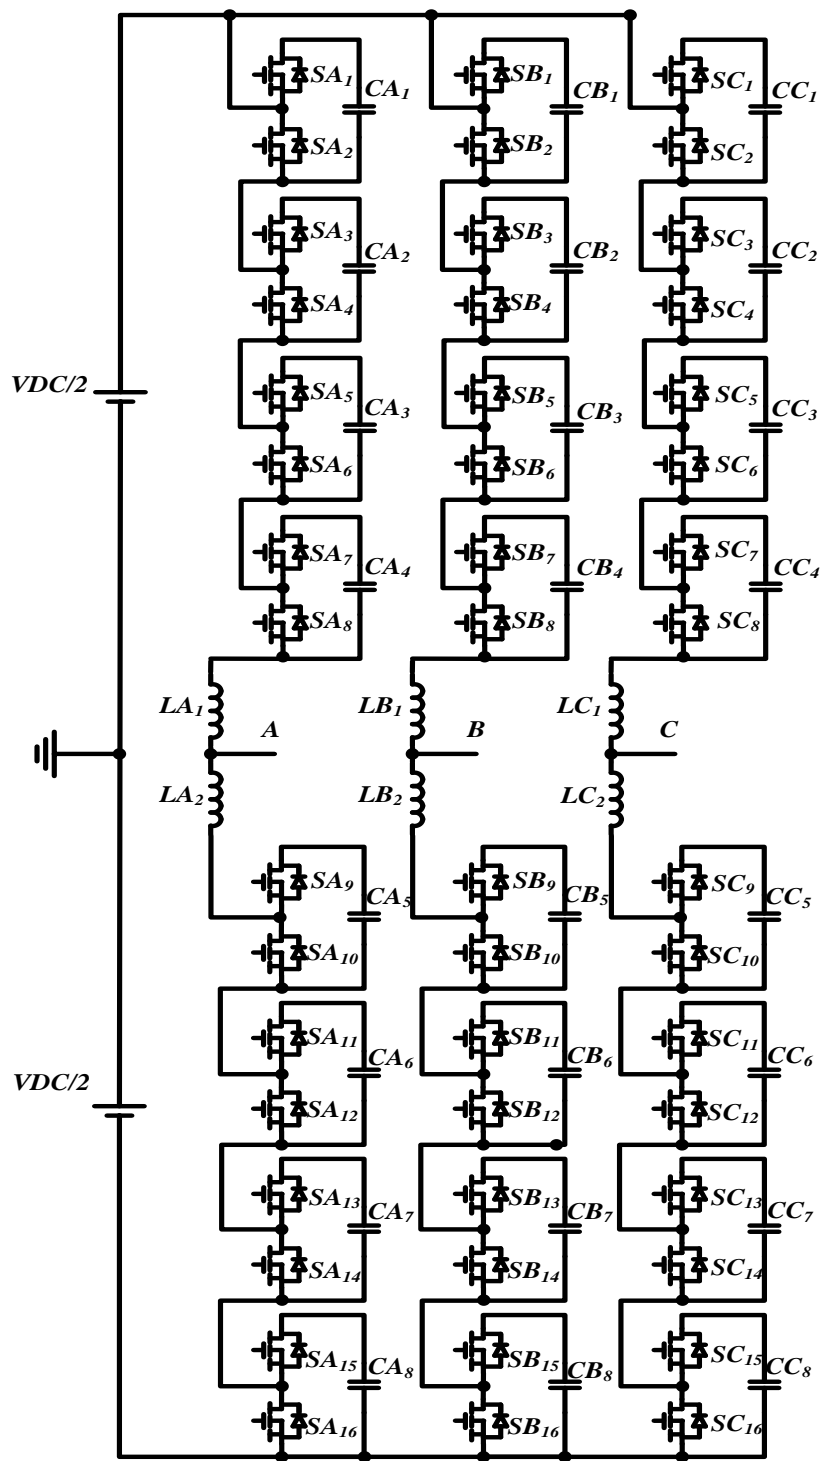 SA₁ CA₁ SB₁ CB₁ SC₁ CC₁
SA₂ SB₂ SC₂
SA₃ CA₂ SB₃ CB₂ SC₃ CC₂
SA₄ SB₄ SC₄
VDC/2
SA₅ CA₃ SB₅ CB₃ SC₅ CC₃
SA₆ SB₆ SC₆
SA₇ CA₄ SB₇ CB₄ SC₇ CC₄
SA₈ SB₈ SC₈
LA₁ A LB₁ B LC₁ C
LA₂ LB₂ LC₂
SA₉ CA₅ SB₉ CB₅ SC₉ CC₅
SA₁₀ SB₁₀ SC₁₀
SA₁₁ CA₆ SB₁₁ CB₆ SC₁₁ CC₆
VDC/2
SA₁₂ SB₁₂ SC₁₂
SA₁₃ CA₇ SB₁₃ CB₇ SC₁₃ CC₇
SA₁₄ SB₁₄ SC₁₄
SA₁₅ CA₈ SB₁₅ CB₈ SC₁₅ CC₈
SA₁₆ SB₁₆ SC₁₆